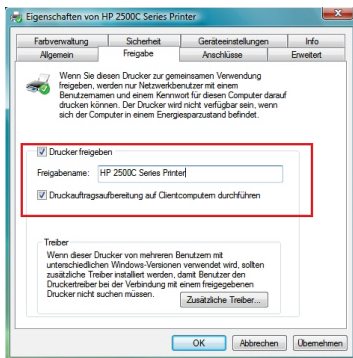 Eigenschaften von HP 2500C Series Printer
Farbverwaltung Sicherheit Geräteeinstellungen Info
Allgemein Freigabe Anschlüsse Erweitert
Wenn Sie diesen Drucker zur gemeinsamen Verwendung
freigeben, werden nur Netzwerkbenutzer mit einem
Benutzernamen und einem Kennwort für diesen Computer darauf
drucken können. Der Drucker wird nicht verfügbar sein, wenn
sich der Computer in einem Energiesparzustand befindet.
Drucker freigeben
Freigabename: HP 2500C Series Printer
Druckauftragsaufbereitung auf Clientcomputern durchführen
Treiber
Wenn dieser Drucker von mehreren Benutzern mit
unterschiedlichen Windows-Versionen verwendet wird, sollten
zusätzliche Treiber installiert werden, damit Benutzer den
Druckertreiber bei der Verbindung mit einem freigegebenen
Drucker nicht suchen müssen.
Zusätzliche Treiber...
OK Abbrechen Übernehmen